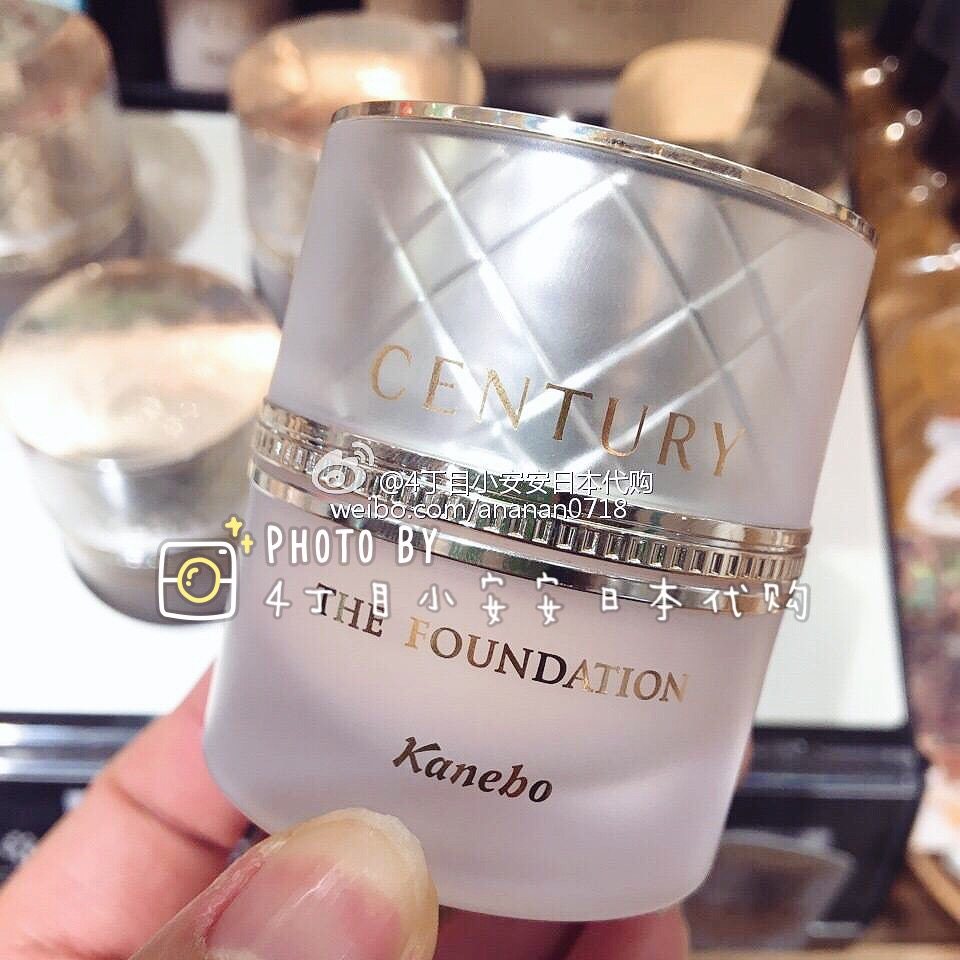 CENTURY
@4丁目小安安日本代购
weibo.com/ananan0718
PHOTO BY
4丁目小安安日本代购
THE FOUNDATION
Kanebo